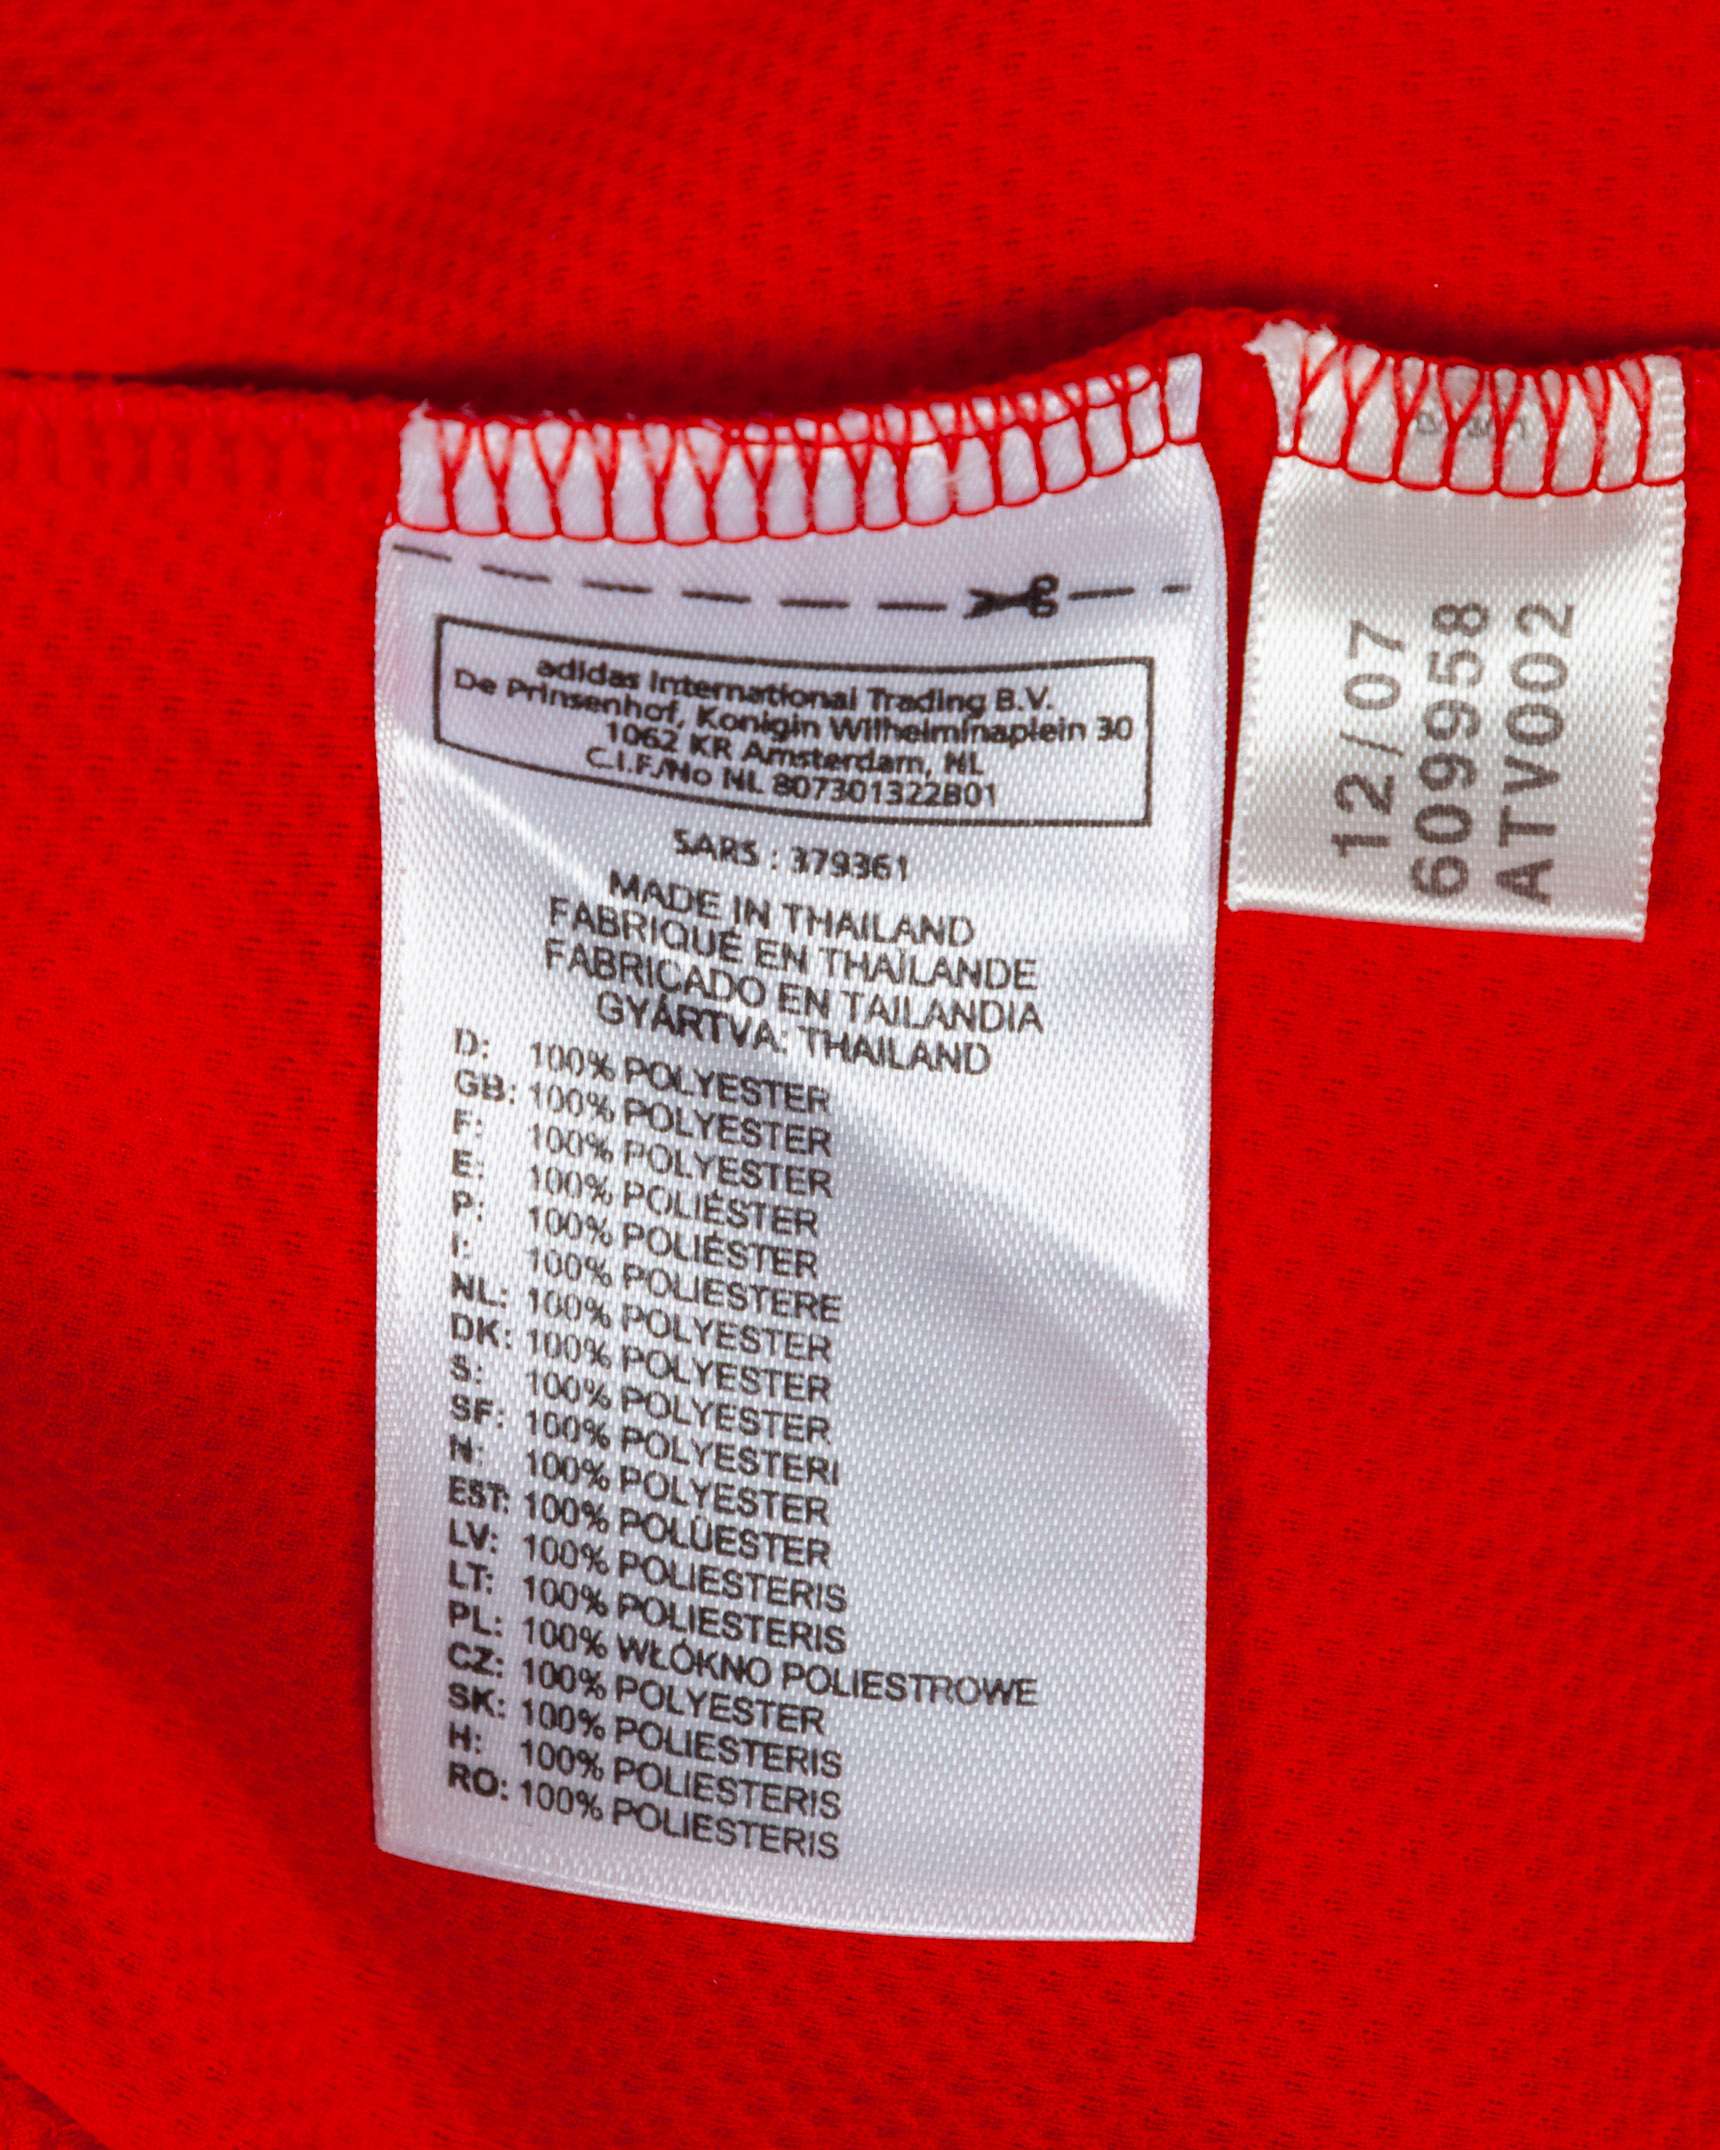 adidas International Trading B.V.
De Prinsenhof, Konigin Wilhelminaplein 30
1062 KR Amsterdam, NL
C.I.F./No NL 807301322B01
SARS : 379361
MADE IN THAILAND
FABRIQUÉ EN THAÏLANDE
FABRICADO EN TAILANDIA
GYÁRTVA: THAILAND
D: 100% POLYESTER
GB: 100% POLYESTER
F: 100% POLYESTER
E: 100% POLIÉSTER
P: 100% POLIÉSTER
I: 100% POLIESTERE
NL: 100% POLYESTER
DK: 100% POLYESTER
S: 100% POLYESTER
SF: 100% POLYESTERI
N: 100% POLYESTER
EST: 100% POLÜESTER
LV: 100% POLIESTERIS
LT: 100% POLIESTERIS
PL: 100% WŁÓKNO POLIESTROWE
CZ: 100% POLYESTER
SK: 100% POLIESTERIS
H: 100% POLIESTERIS
RO: 100% POLIESTERIS
12/07
609958
ATV002